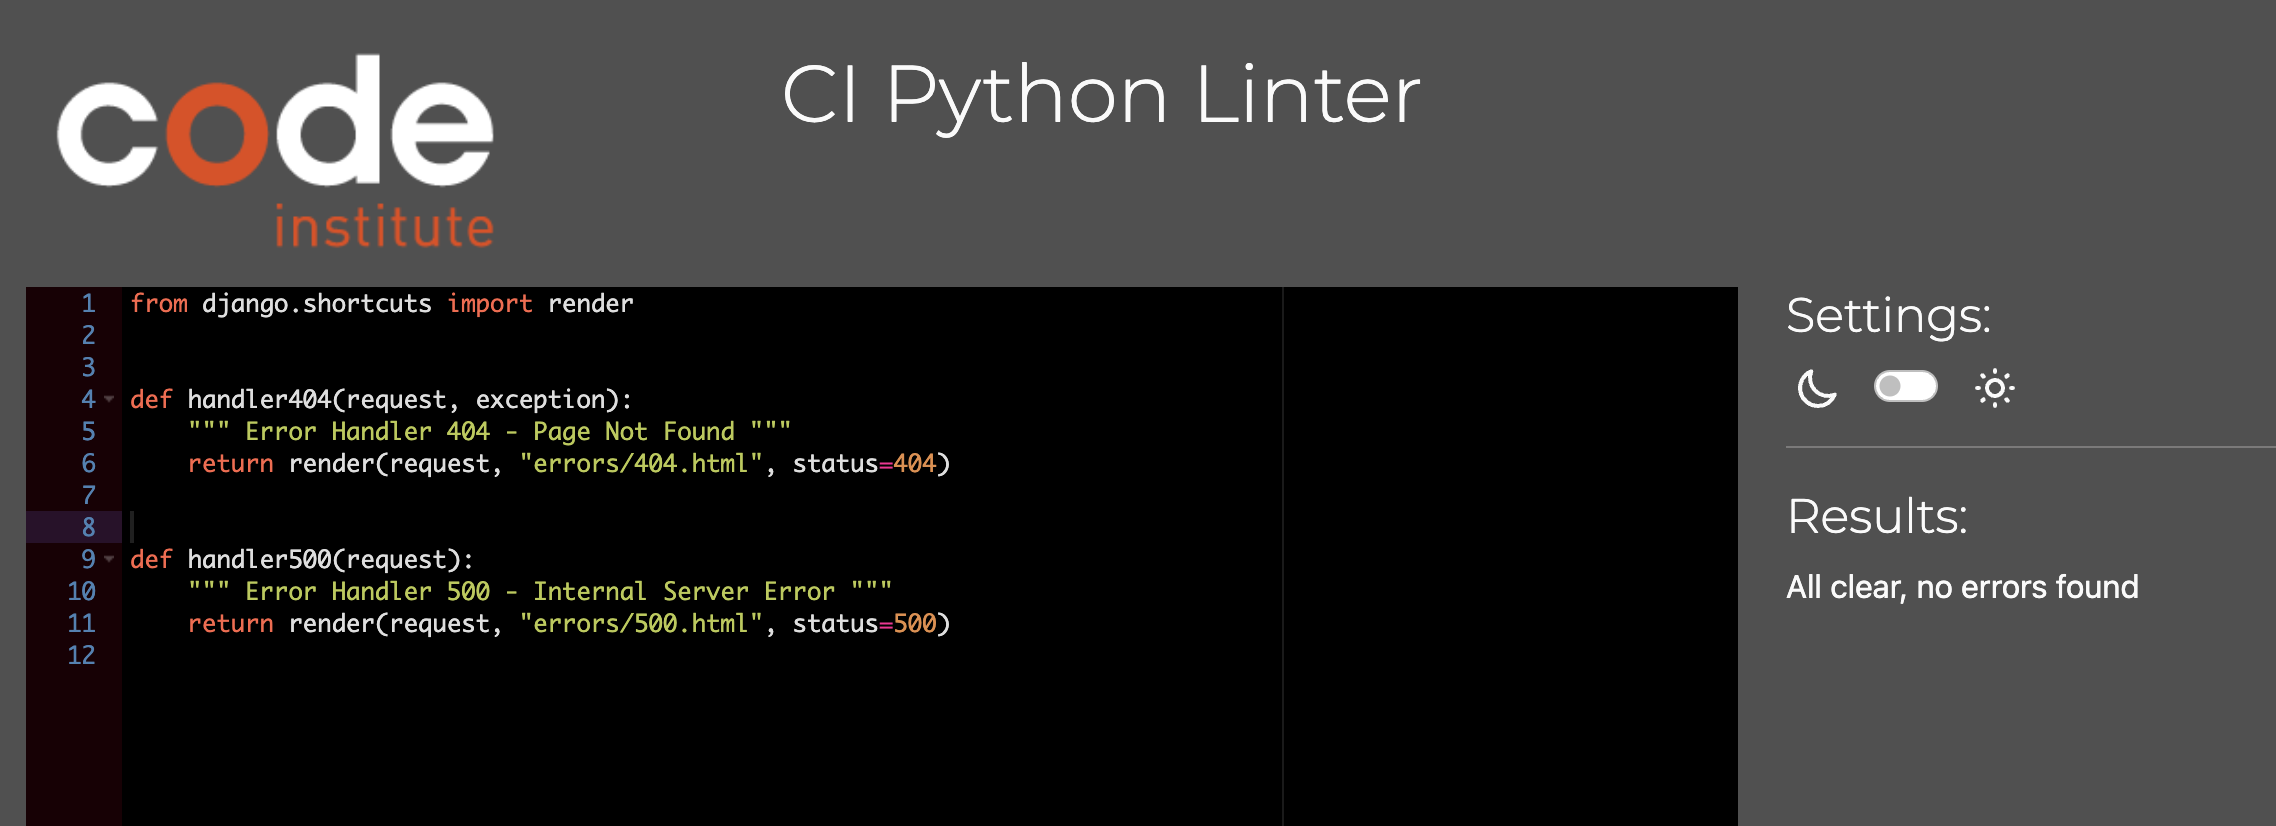 code
institute
CI Python Linter
1 from django.shortcuts import render
2
3
4 def handler404(request, exception):
5     """ Error Handler 404 - Page Not Found """
6     return render(request, "errors/404.html", status=404)
7
8
9 def handler500(request):
10     """ Error Handler 500 - Internal Server Error """
11     return render(request, "errors/500.html", status=500)
12
Settings:
Results:
All clear, no errors found